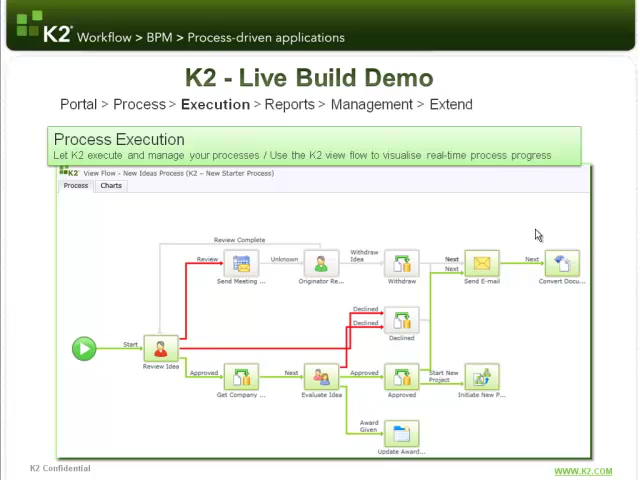 K2 Workflow > BPM > Process-driven applications
K2 - Live Build Demo
Portal > Process > Execution > Reports > Management > Extend
Process Execution
Let K2 execute and manage your processes / Use the K2 view flow to visualise real-time process progress
K2 View Flow - New Ideas Process (K2 – New Starter Process)
Process Charts
Review Complete
Review
Unknown
Withdraw
Idea
Next
Next
Next
Send Meeting ...
Originator Re...
Withdraw
Send E-mail
Convert Docu...
Declined
Declined
Declined
Start
Review Idea
Approved
Next
Approved
Start New
Project
Get Company ...
Evaluate Idea
Approved
Initiate New P...
Award
Given
Update Award...
K2 Confidential
WWW.K2.COM